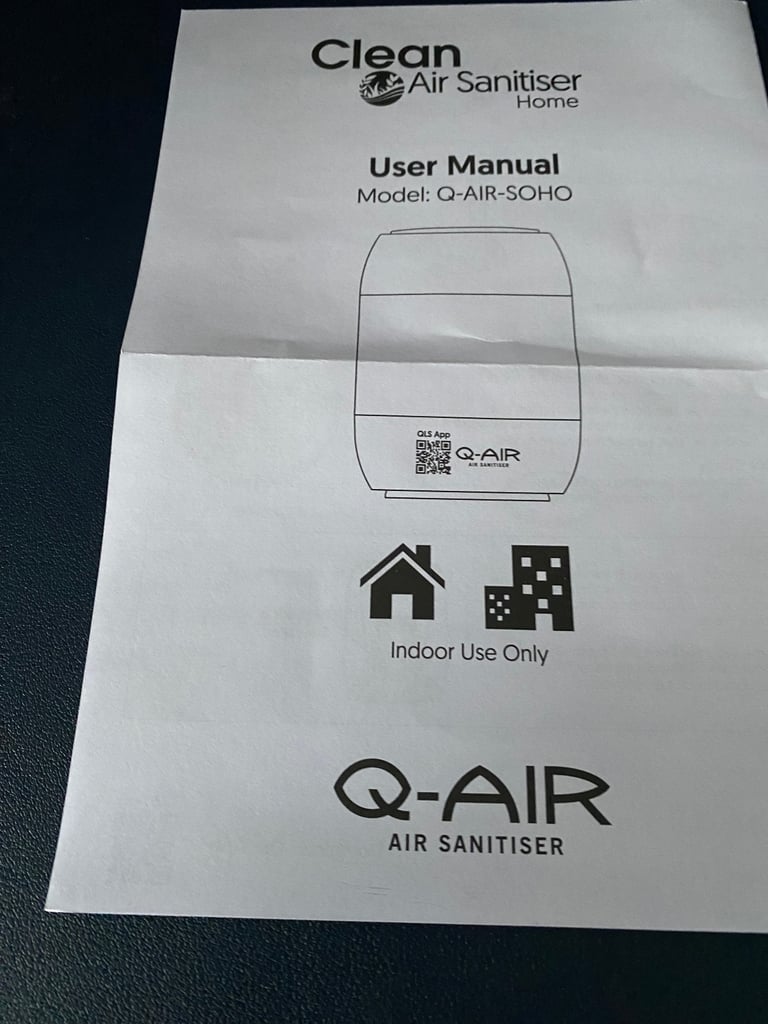 Clean
Air Sanitiser
Home
User Manual
Model: Q-AIR-SOHO
QLS App
Q-AIR
AIR SANITISER
Indoor Use Only
Q-AIR
AIR SANITISER